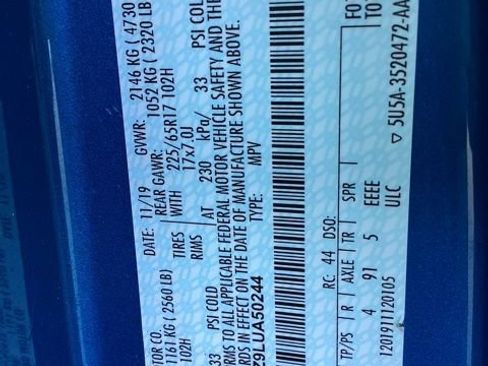 TOR CO.
DATE: 11/19 GVWR: 2146 KG ( 4730
1161 KG ( 2560 LB) REAR GAWR: 1052 KG ( 2320 LB
102H TIRES WITH 225/65R17 102H
RIMS 17x7.0J
33 PSI COLD AT 230 kPa/ 33 PSI COL
RMS TO ALL APPLICABLE FEDERAL MOTOR VEHICLE SAFETY AND THE
RDS IN EFFECT ON THE DATE OF MANUFACTURE SHOWN ABOVE.
Z9LUA50244 TYPE: MPV
RC: 44 DSO: FO
TO
TP/PS R AXLE TR SPR
4 91 5 EEEE
120191120105 ULC ▽ 5U5A-3520472-AA